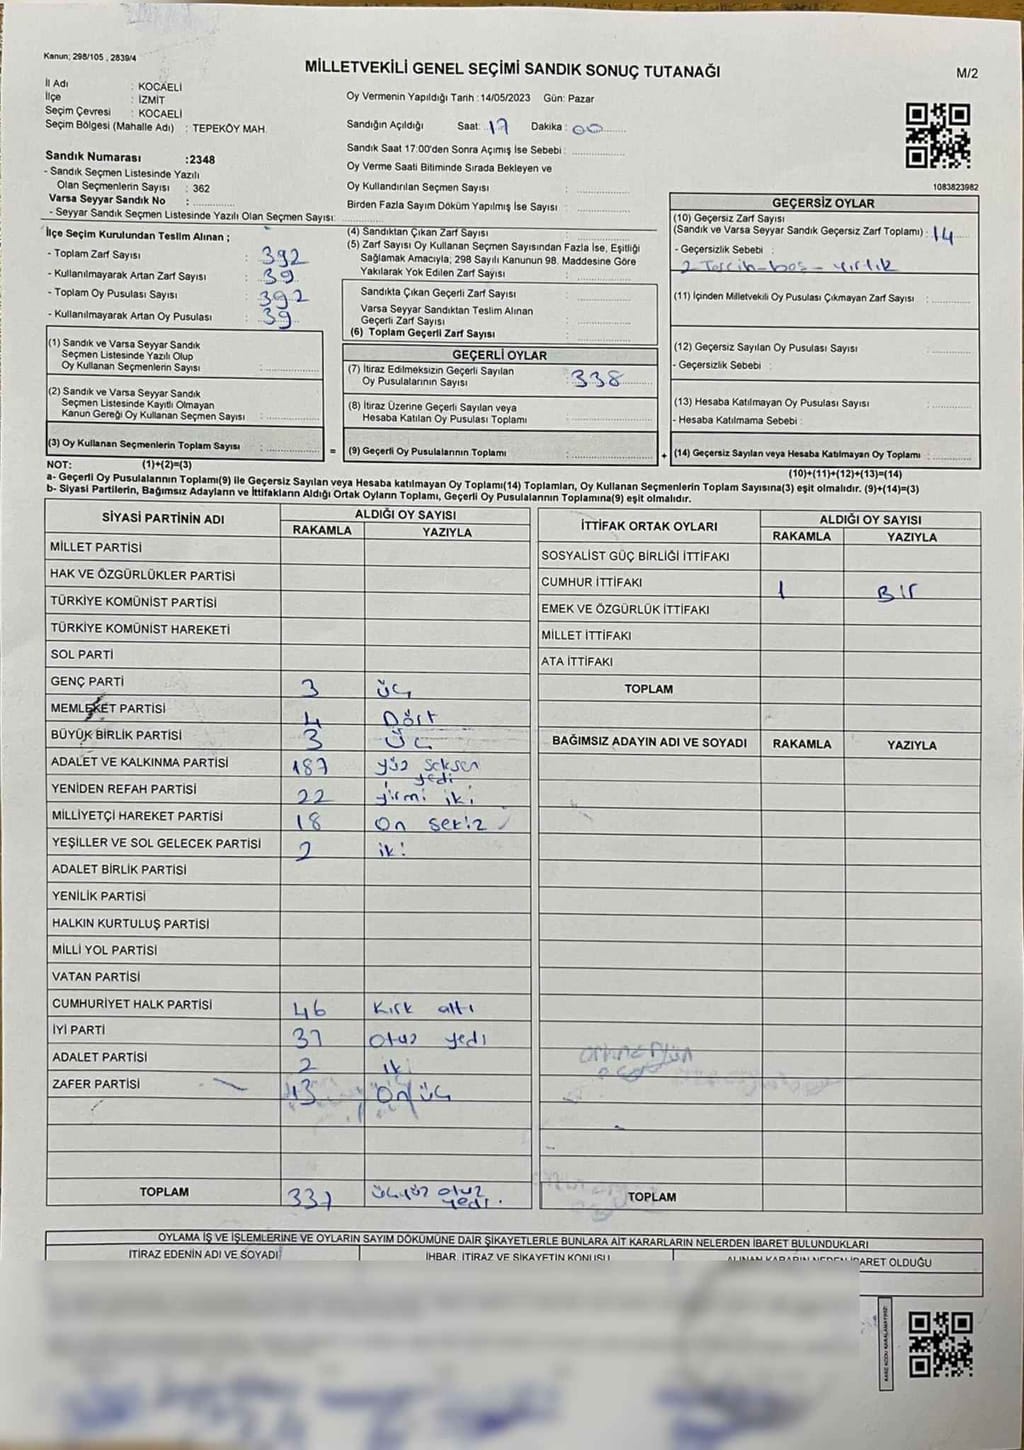 Kanun; 298/105 , 2839/4
MİLLETVEKİLİ GENEL SEÇİMİ SANDIK SONUÇ TUTANAĞI
M/2
İl Adı : KOCAELİ
İlçe : İZMİT
Seçim Çevresi : KOCAELİ
Seçim Bölgesi (Mahalle Adı) : TEPEKÖY MAH.
Sandık Numarası :2348
- Sandık Seçmen Listesinde Yazılı
Olan Seçmenlerin Sayısı : 362
Varsa Seyyar Sandık No :
- Seyyar Sandık Seçmen Listesinde Yazılı Olan Seçmen Sayısı:
Oy Vermenin Yapıldığı Tarih :14/05/2023 Gün: Pazar
Sandığın Açıldığı Saat: 17 Dakika : 00
Sandık Saat 17:00'den Sonra Açımış İse Sebebi :
Oy Verme Saati Bitiminde Sırada Bekleyen ve
Oy Kullandırılan Seçmen Sayısı :
Birden Fazla Sayım Döküm Yapılmış İse Sayısı :
1083823982
İlçe Seçim Kurulundan Teslim Alınan ;
- Toplam Zarf Sayısı : 392
- Kullanılmayarak Artan Zarf Sayısı : 39
- Toplam Oy Pusulası Sayısı : 392
- Kullanılmayarak Artan Oy Pusulası : 39
(1) Sandık ve Varsa Seyyar Sandık
Seçmen Listesinde Yazılı Olup
Oy Kullanan Seçmenlerin Sayısı :
(2) Sandık ve Varsa Seyyar Sandık
Seçmen Listesinde Kayıtlı Olmayan
Kanun Gereği Oy Kullanan Seçmen Sayısı :
(3) Oy Kullanan Seçmenlerin Toplam Sayısı :
(4) Sandıktan Çıkan Zarf Sayısı :
(5) Zarf Sayısı Oy Kullanan Seçmen Sayısından Fazla İse, Eşitliği
Sağlamak Amacıyla; 298 Sayılı Kanunun 98. Maddesine Göre
Yakılarak Yok Edilen Zarf Sayısı :
Sandıkta Çıkan Geçerli Zarf Sayısı :
Varsa Seyyar Sandıktan Teslim Alınan
Geçerli Zarf Sayısı :
(6) Toplam Geçerli Zarf Sayısı :
GEÇERLİ OYLAR
(7) İtiraz Edilmeksizin Geçerli Sayılan
Oy Pusulalarının Sayısı : 338
(8) İtiraz Üzerine Geçerli Sayılan veya
Hesaba Katılan Oy Pusulası Toplamı :
= (9) Geçerli Oy Pusulalarının Toplamı :
GEÇERSİZ OYLAR
(10) Geçersiz Zarf Sayısı
(Sandık ve Varsa Seyyar Sandık Geçersiz Zarf Toplamı) : 14
- Geçersizlik Sebebi :
2 Tercih - boş - yırtık
(11) İçinden Milletvekili Oy Pusulası Çıkmayan Zarf Sayısı :
(12) Geçersiz Sayılan Oy Pusulası Sayısı :
- Geçersizlik Sebebi :
(13) Hesaba Katılmayan Oy Pusulası Sayısı :
- Hesaba Katılmama Sebebi :
+ (14) Geçersiz Sayılan veya Hesaba Katılmayan Oy Toplamı :
NOT: (1)+(2)=(3)
(10)+(11)+(12)+(13)=(14)
a- Geçerli Oy Pusulalarının Toplamı(9) ile Geçersiz Sayılan veya Hesaba katılmayan Oy Toplamı(14) Toplamları, Oy Kullanan Seçmenlerin Toplam Sayısına(3) eşit olmalıdır. (9)+(14)=(3)
b- Siyasi Partilerin, Bağımsız Adayların ve İttifakların Aldığı Ortak Oyların Toplamı, Geçerli Oy Pusulalarının Toplamına(9) eşit olmalıdır.
SİYASİ PARTİNİN ADI ALDIĞI OY SAYISI
RAKAMLA YAZIYLA
MİLLET PARTİSİ
HAK VE ÖZGÜRLÜKLER PARTİSİ
TÜRKİYE KOMÜNİST PARTİSİ
TÜRKİYE KOMÜNİST HAREKETİ
SOL PARTİ
GENÇ PARTİ 3 üç
MEMLEKET PARTİSİ 4 Dört
BÜYÜK BİRLİK PARTİSİ 3 üç
ADALET VE KALKINMA PARTİSİ 187 yüz seksen
yedi
YENİDEN REFAH PARTİSİ 22 yirmi iki
MİLLİYETÇİ HAREKET PARTİSİ 18 On sekiz
YEŞİLLER VE SOL GELECEK PARTİSİ 2 iki
ADALET BİRLİK PARTİSİ
YENİLİK PARTİSİ
HALKIN KURTULUŞ PARTİSİ
MİLLİ YOL PARTİSİ
VATAN PARTİSİ
CUMHURİYET HALK PARTİSİ 46 Kırk altı
İYİ PARTİ 37 Otuz yedi
ADALET PARTİSİ 2 iki
ZAFER PARTİSİ 13 On üç
TOPLAM 337 üçyüz otuz
yedi.
İTTİFAK ORTAK OYLARI ALDIĞI OY SAYISI
RAKAMLA YAZIYLA
SOSYALİST GÜÇ BİRLİĞİ İTTİFAKI
CUMHUR İTTİFAKI 1 Bir
EMEK VE ÖZGÜRLÜK İTTİFAKI
MİLLET İTTİFAKI
ATA İTTİFAKI
TOPLAM
BAĞIMSIZ ADAYIN ADI VE SOYADI RAKAMLA YAZIYLA
TOPLAM
OYLAMA İŞ VE İŞLEMLERİNE VE OYLARIN SAYIM DÖKÜMÜNE DAİR ŞİKAYETLERLE BUNLARA AİT KARARLARIN NELERDEN İBARET BULUNDUKLARI
İTİRAZ EDENİN ADI VE SOYADI
İHBAR, İTİRAZ VE ŞİKAYETİN KONUSU
ALINAN KARARIN NEDEN İBARET OLDUĞU